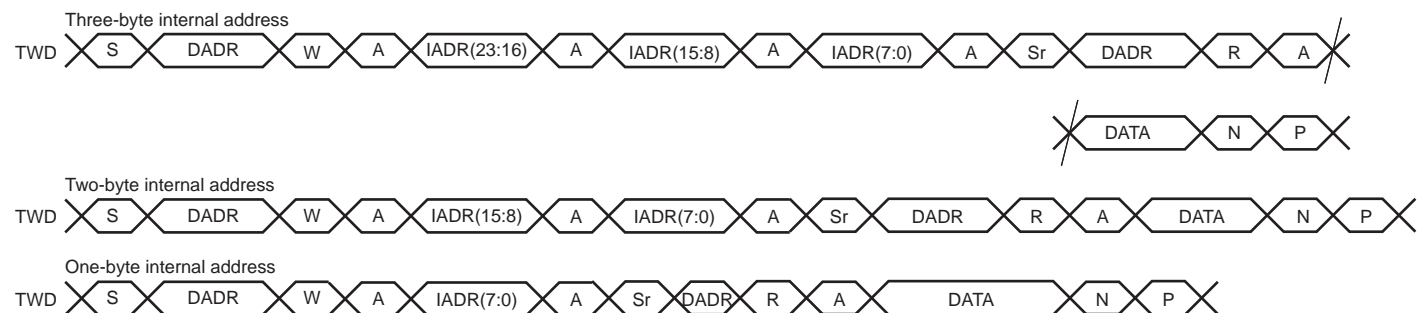 Three-byte internal address
TWD S DADR W A IADR(23:16) A IADR(15:8) A IADR(7:0) A Sr DADR R A
DATA N P
Two-byte internal address
TWD S DADR W A IADR(15:8) A IADR(7:0) A Sr DADR R A DATA N P
One-byte internal address
TWD S DADR W A IADR(7:0) A Sr DADR R A DATA N P